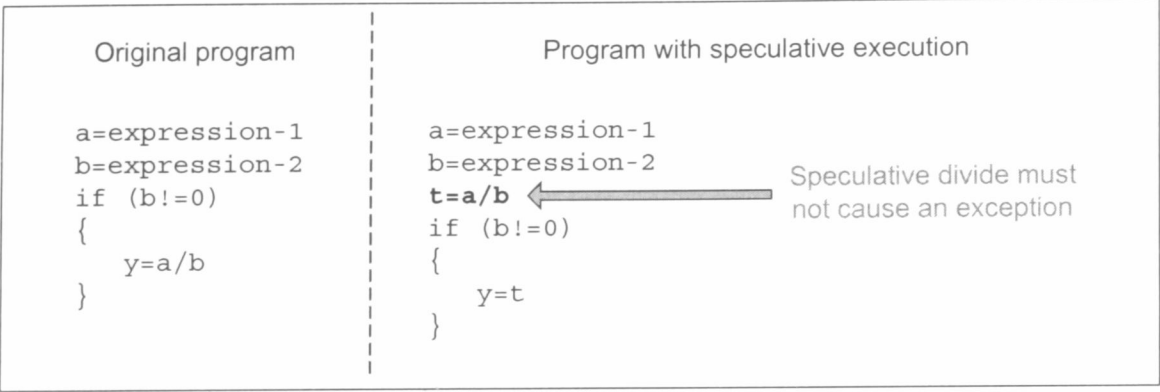 Original program
a=expression-1
b=expression-2
if (b!=0)
{
y=a/b
}
Program with speculative execution
a=expression-1
b=expression-2
t=a/b
if (b!=0)
{
y=t
}
Speculative divide must
not cause an exception